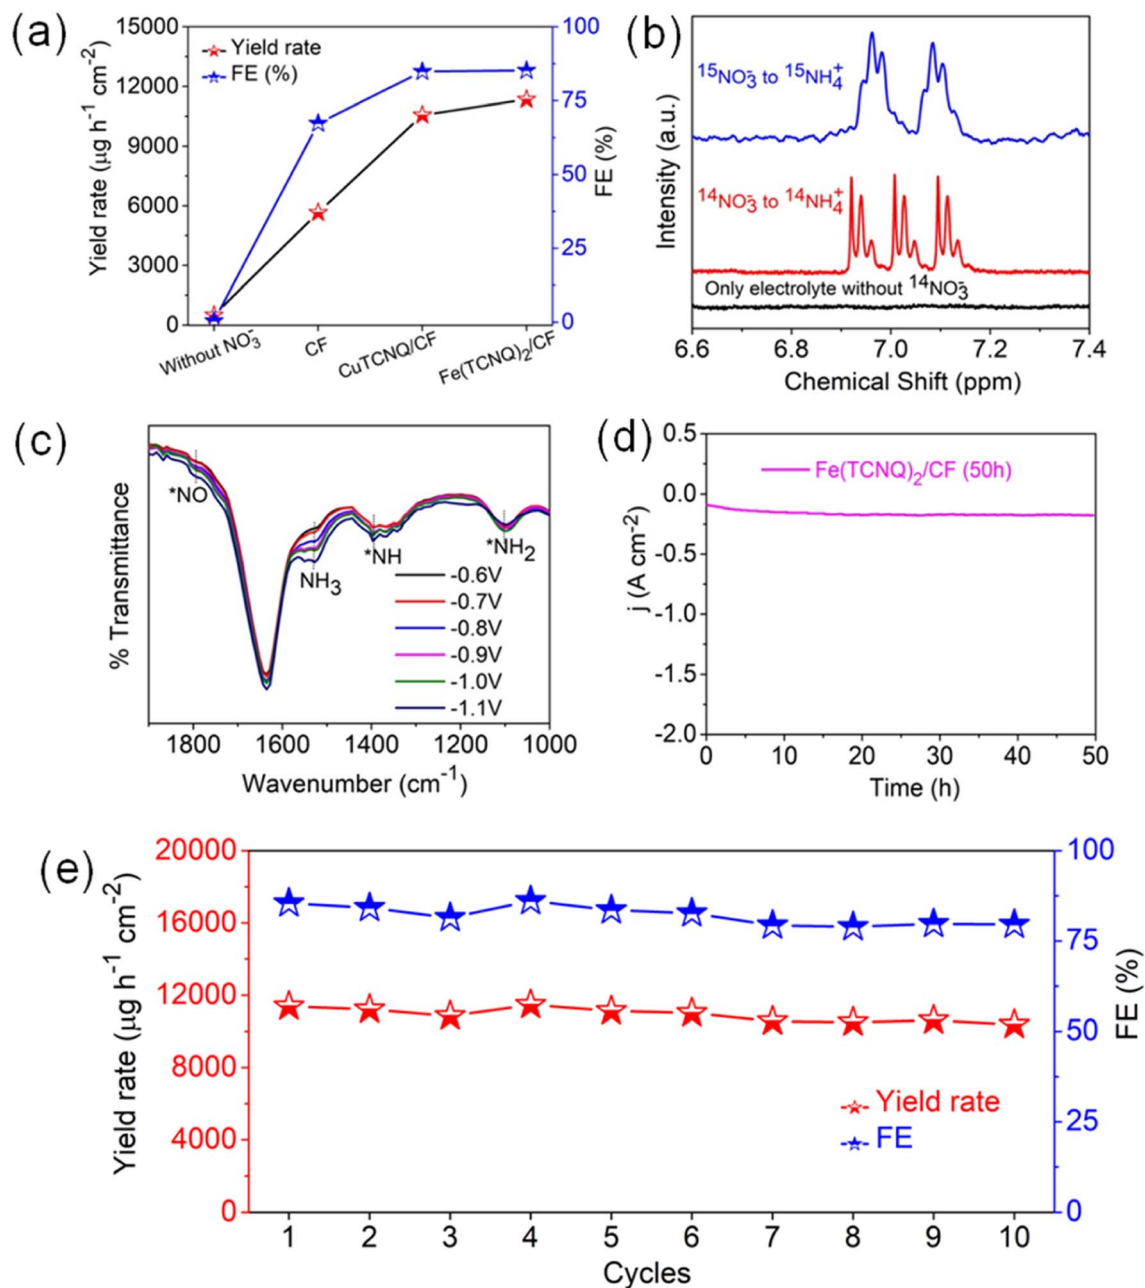 (a)
15000
12000
9000
6000
3000
0
Yield rate (μg h⁻¹ cm⁻²)
Yield rate
FE (%)
100
75
50
25
0
FE (%)
Without NO₃⁻
CF
CuTCNQ/CF
Fe(TCNQ)₂/CF
(b)
Intensity (a.u.)
¹⁵NO₃⁻ to ¹⁵NH₄⁺
¹⁴NO₃⁻ to ¹⁴NH₄⁺
Only electrolyte without ¹⁴NO₃⁻
6.6 6.8 7.0 7.2 7.4
Chemical Shift (ppm)
(c)
% Transmittance
*NO
NH₃
*NH
*NH₂
-0.6V
-0.7V
-0.8V
-0.9V
-1.0V
-1.1V
1800 1600 1400 1200 1000
Wavenumber (cm⁻¹)
(d)
0.5
0.0
-0.5
-1.0
-1.5
-2.0
j (A cm⁻²)
Fe(TCNQ)₂/CF (50h)
0 10 20 30 40 50
Time (h)
(e)
20000
16000
12000
8000
4000
0
Yield rate (μg h⁻¹ cm⁻²)
100
75
50
25
0
FE (%)
Yield rate
FE
1 2 3 4 5 6 7 8 9 10
Cycles